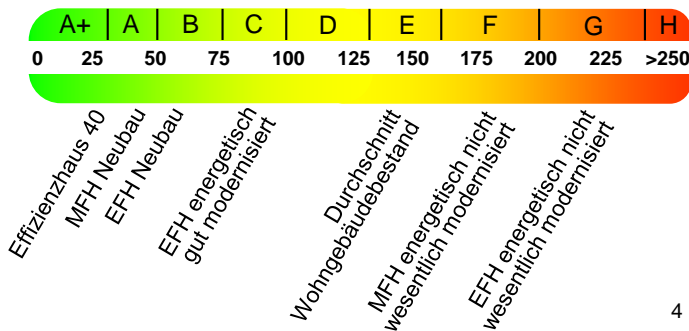 A+ A B C D E F G H
0 25 50 75 100 125 150 175 200 225 >250
Effizienzhaus 40
MFH Neubau
EFH Neubau
EFH energetisch
gut modernisiert
Durchschnitt
Wohngebäudebestand
MFH energetisch nicht
wesentlich modernisiert
EFH energetisch nicht
wesentlich modernisiert
4